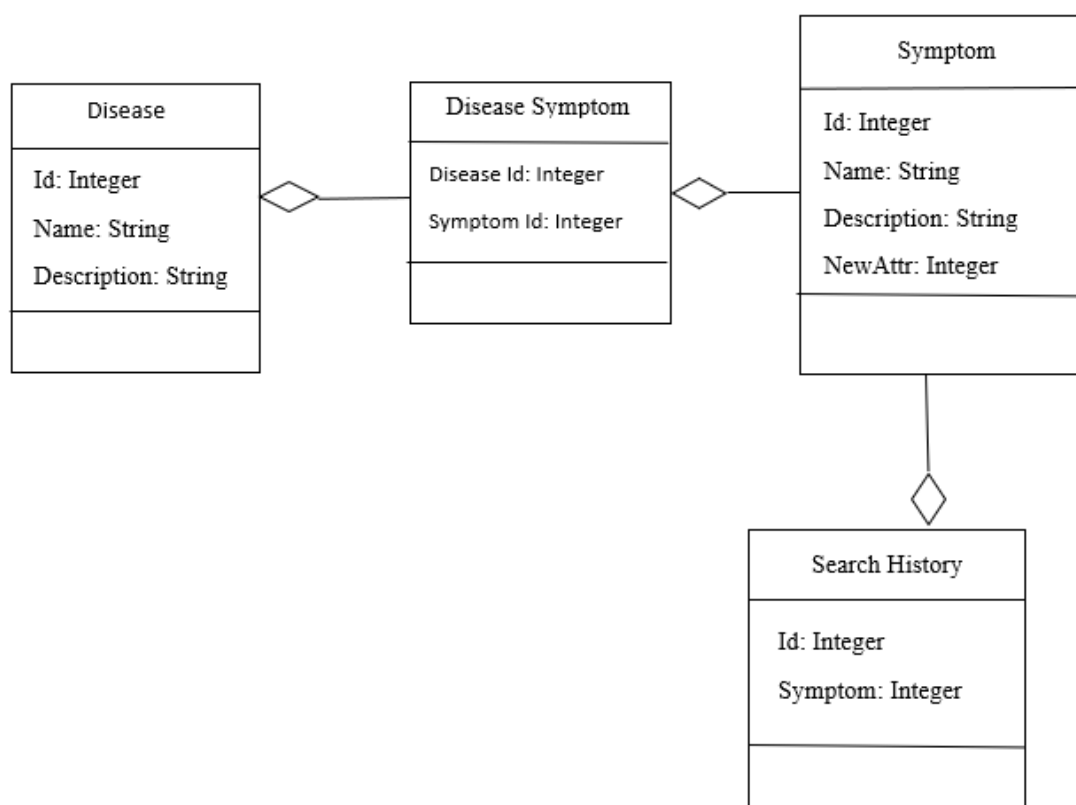 Disease
Id: Integer
Name: String
Description: String
Disease Symptom
Disease Id: Integer
Symptom Id: Integer
Symptom
Id: Integer
Name: String
Description: String
NewAttr: Integer
Search History
Id: Integer
Symptom: Integer